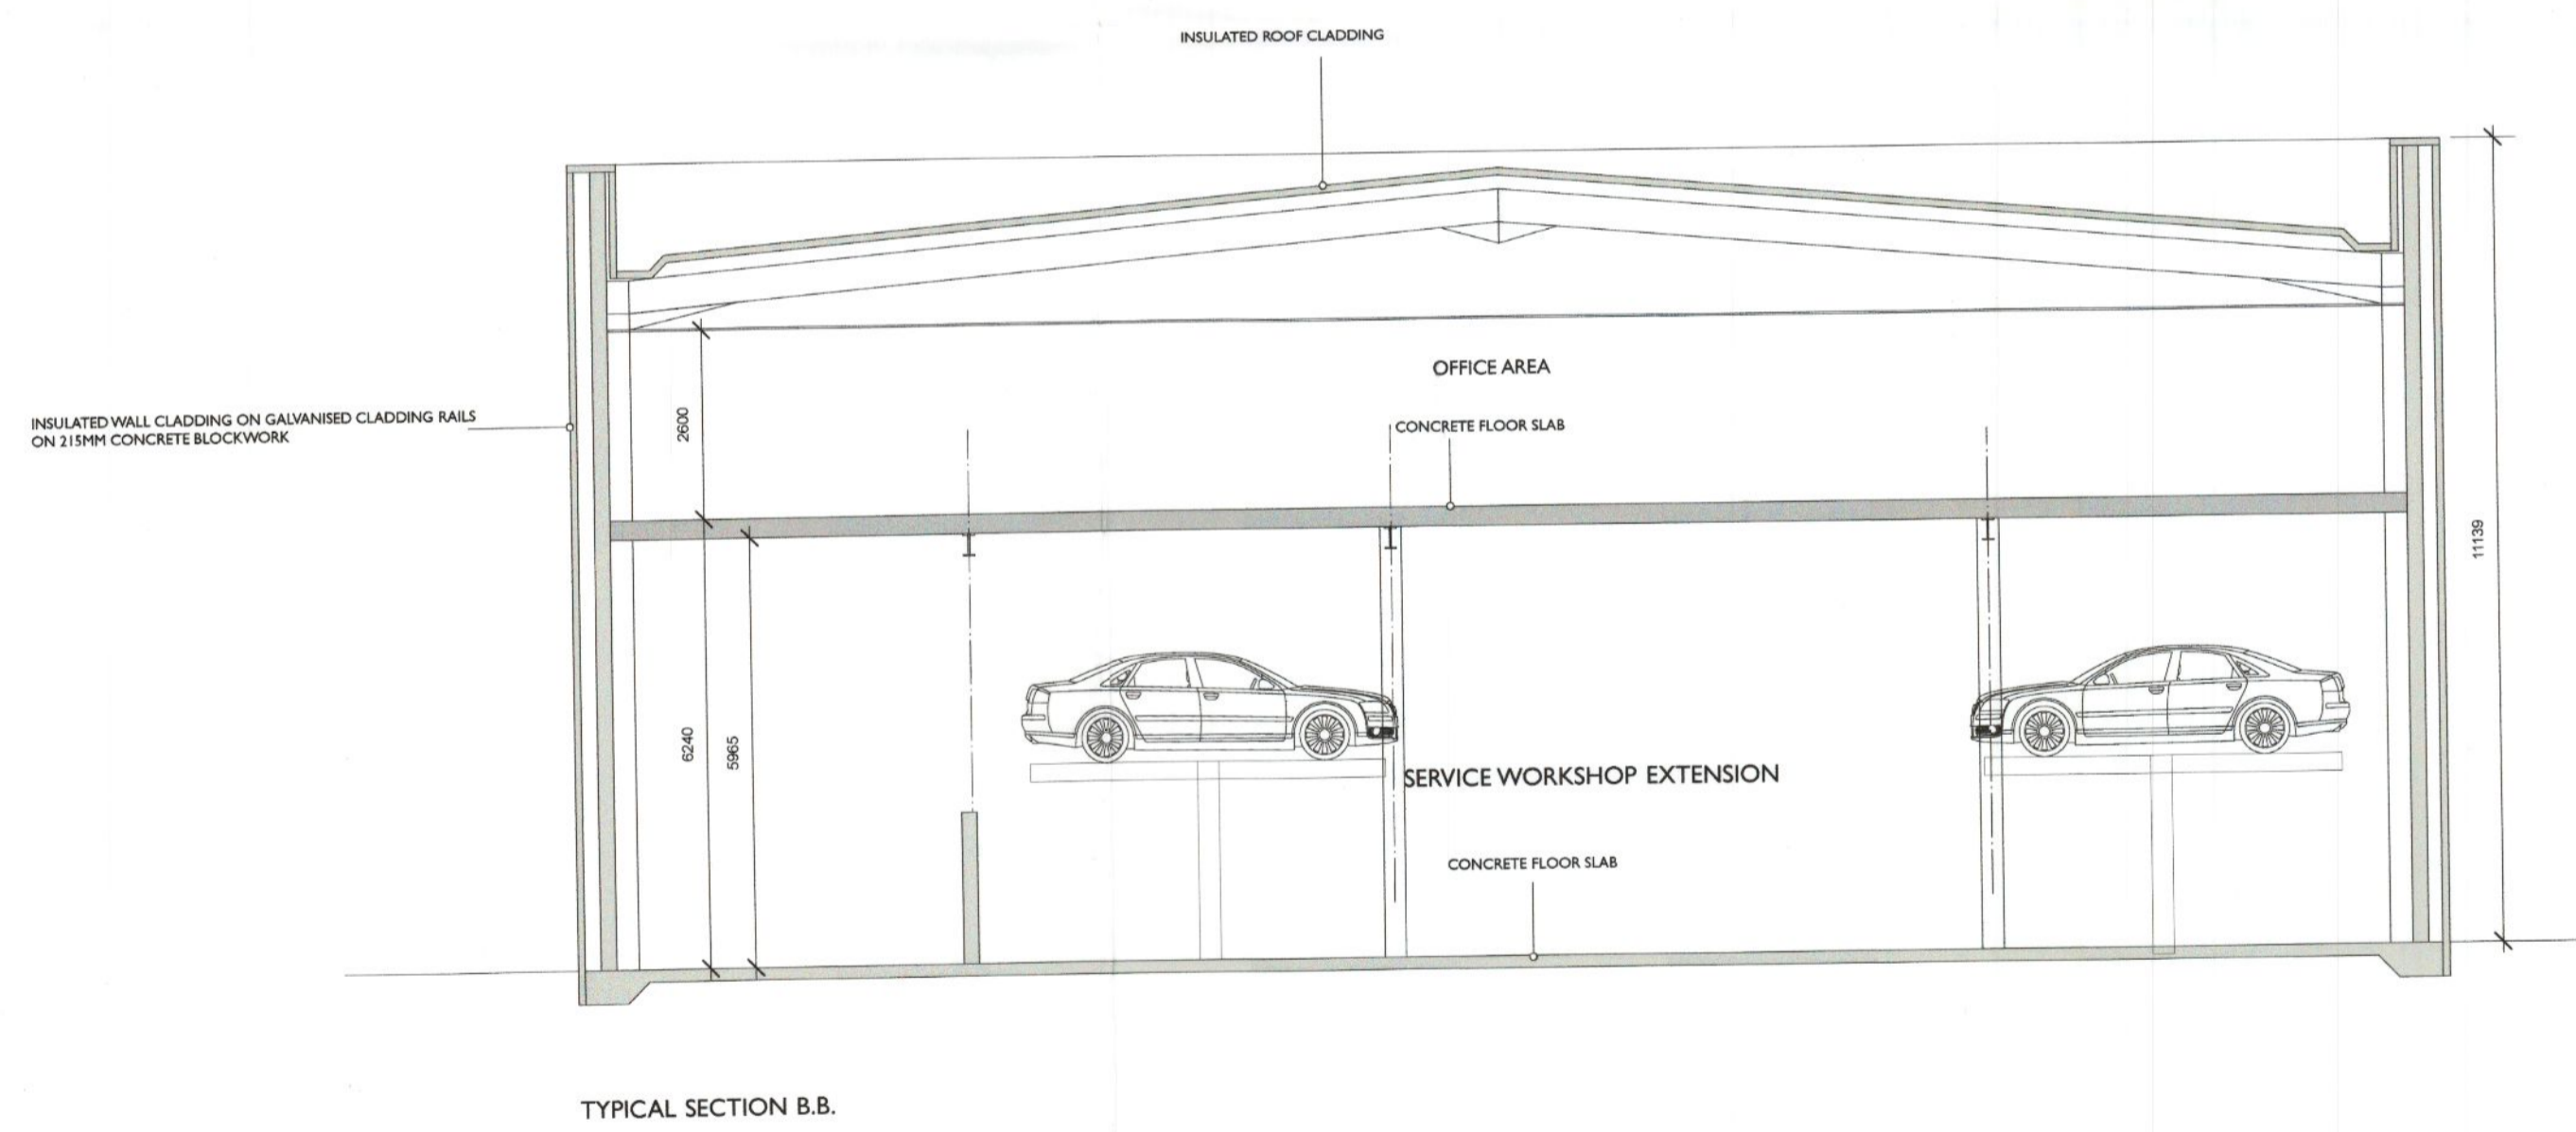 INSULATED ROOF CLADDING
OFFICE AREA
INSULATED WALL CLADDING ON GALVANISED CLADDING RAILS
ON 215MM CONCRETE BLOCKWORK
2600
CONCRETE FLOOR SLAB
11139
6240
5965
SERVICE WORKSHOP EXTENSION
CONCRETE FLOOR SLAB
TYPICAL SECTION B.B.